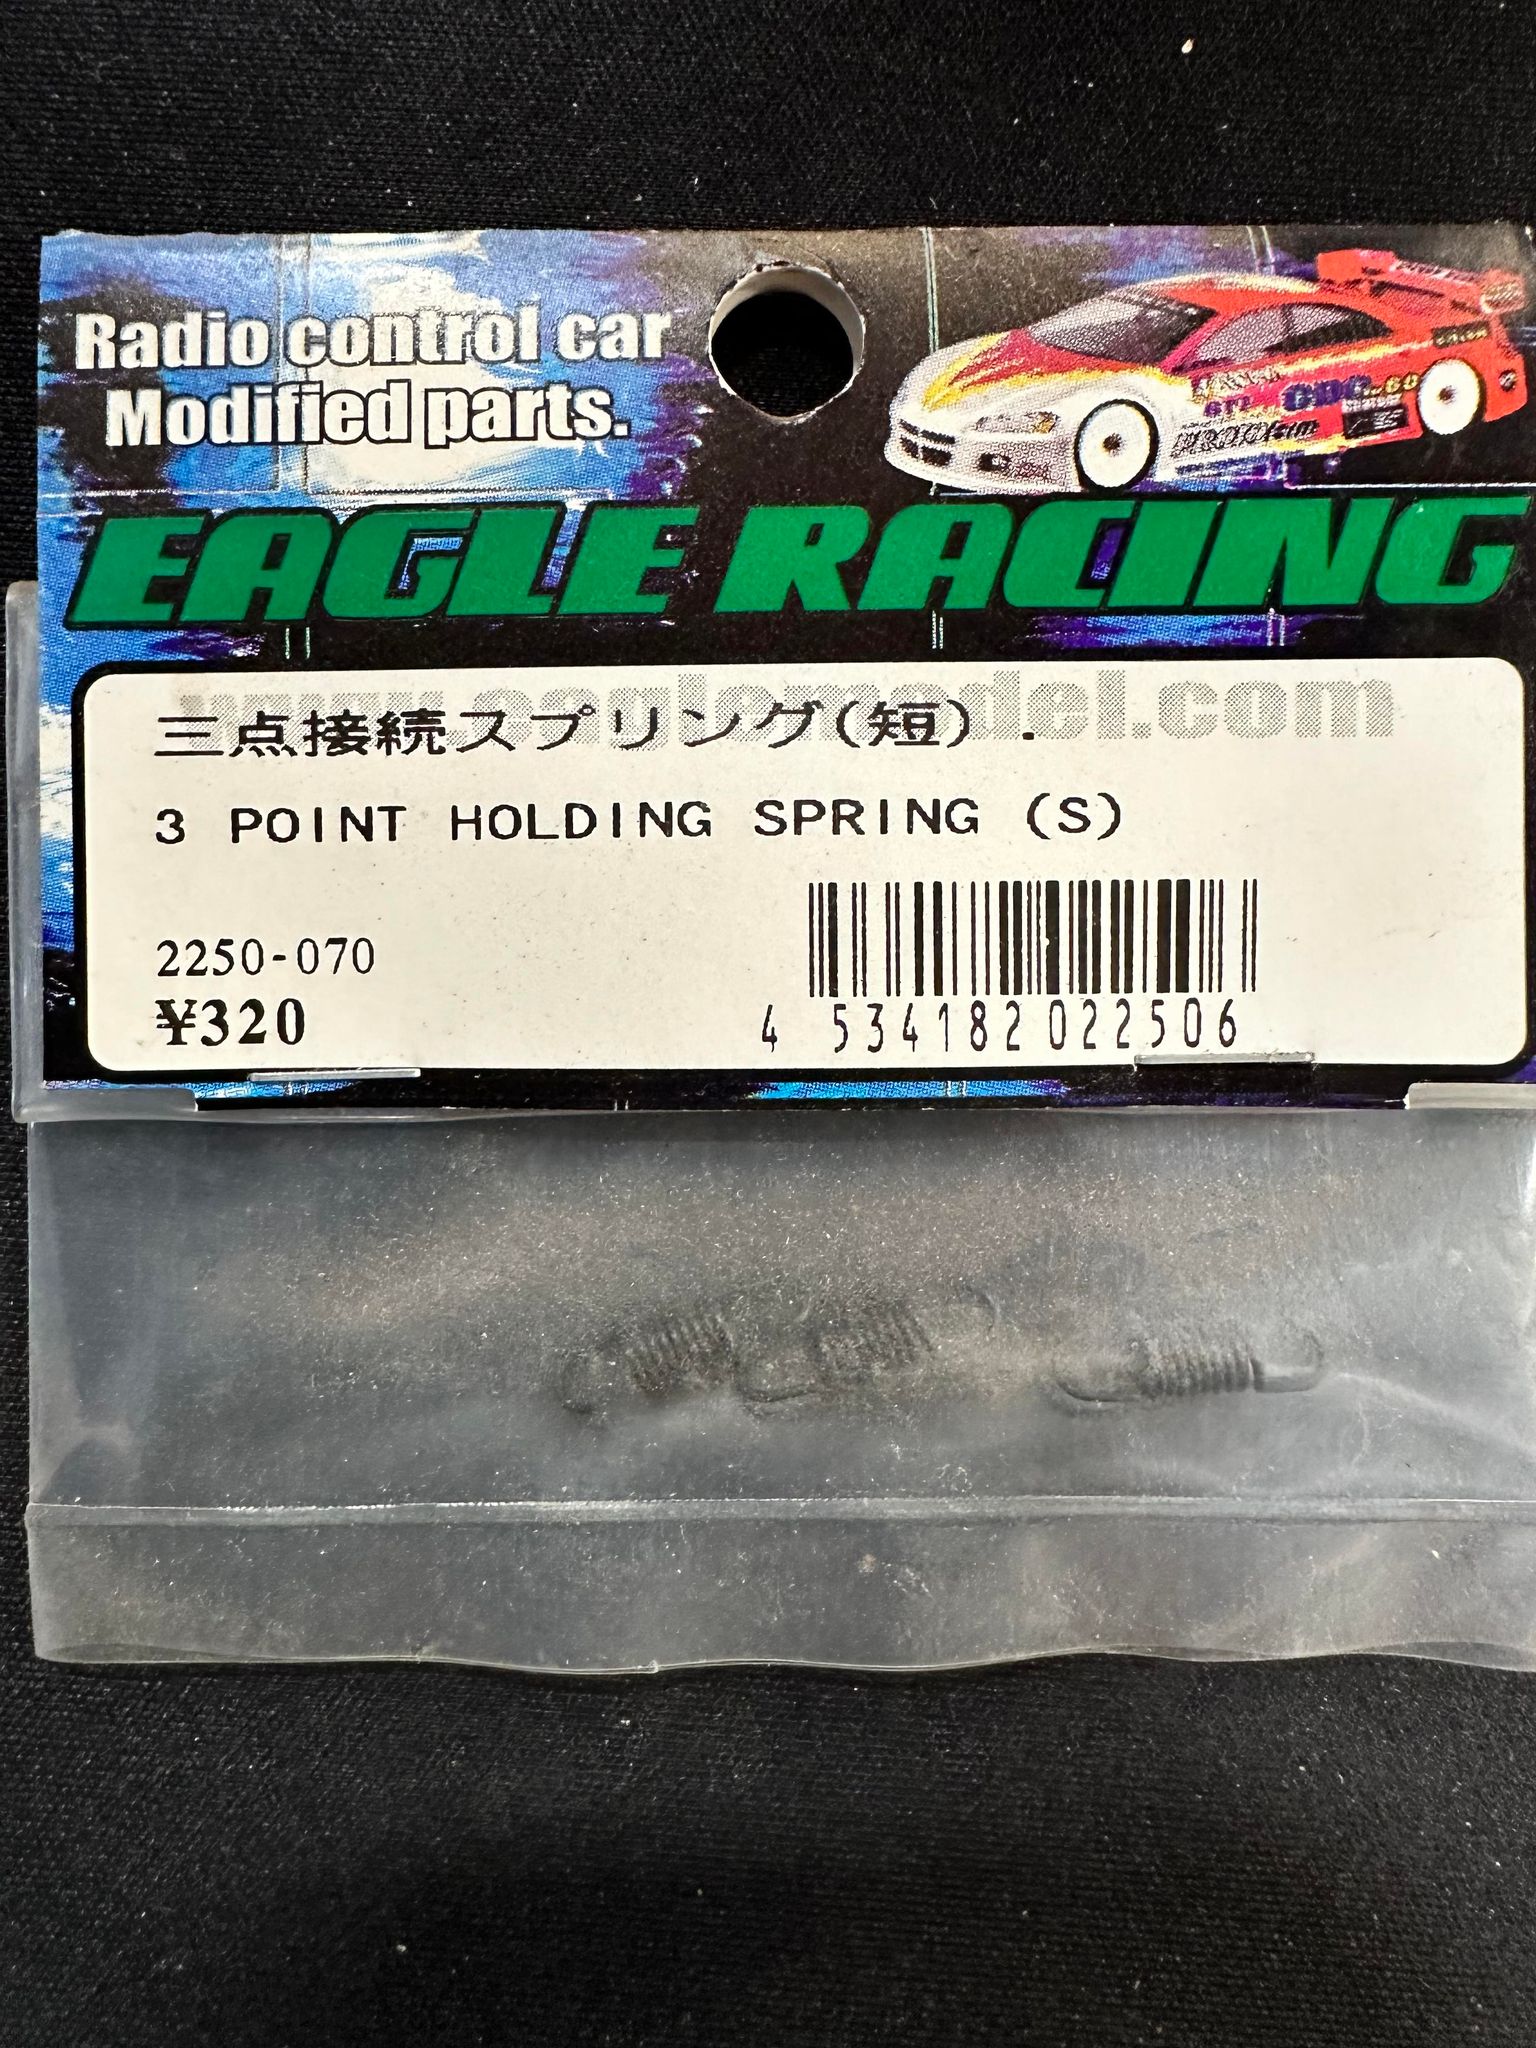 Radio control car
Modified parts.
EAGLE RACING
www.eaglemodel.com
三点接続スプリング(短).
3 POINT HOLDING SPRING (S)
2250-070
¥320
4 534182 022506